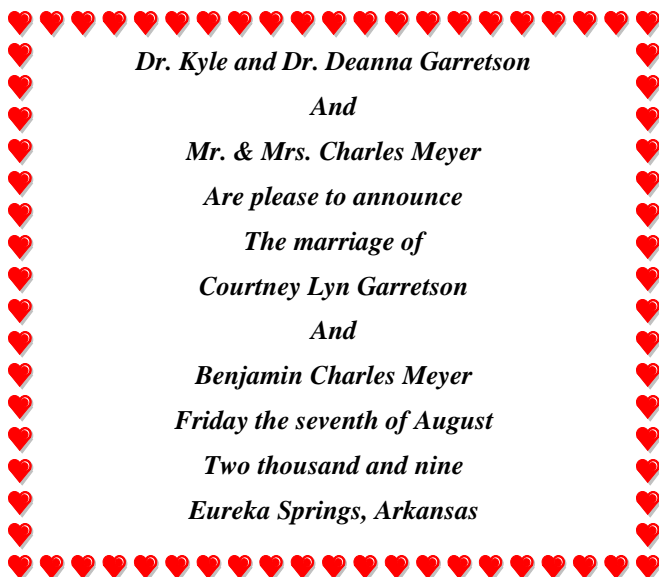 Dr. Kyle and Dr. Deanna Garretson
And
Mr. & Mrs. Charles Meyer
Are please to announce
The marriage of
Courtney Lyn Garretson
And
Benjamin Charles Meyer
Friday the seventh of August
Two thousand and nine
Eureka Springs, Arkansas